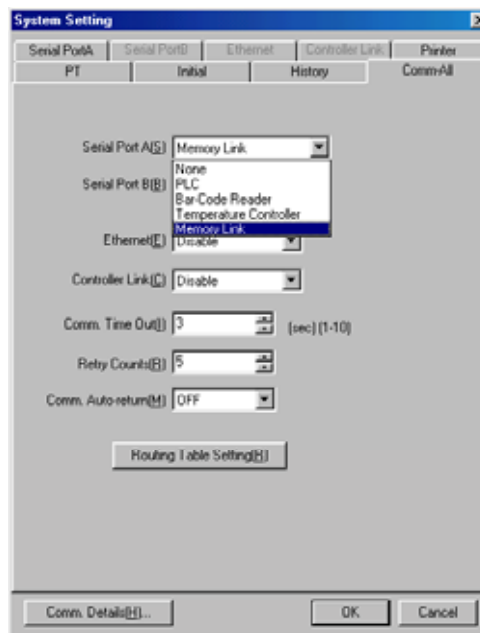 System Setting
Serial PortA Serial PortB Ethernet Controller Link Printer
PT Initial History Comm-All
Serial Port A(S) Memory Link
None
Serial Port B(B) PLC
Bar-Code Reader
Temperature Controller
Memory Link
Ethernet(E) Disable
Controller Link(C) Disable
Comm. Time Out(I) 3 (sec) (1-10)
Retry Counts(R) 5
Comm. Auto-return(M) OFF
Routing Table Setting(R)
Comm. Details(H)... OK Cancel